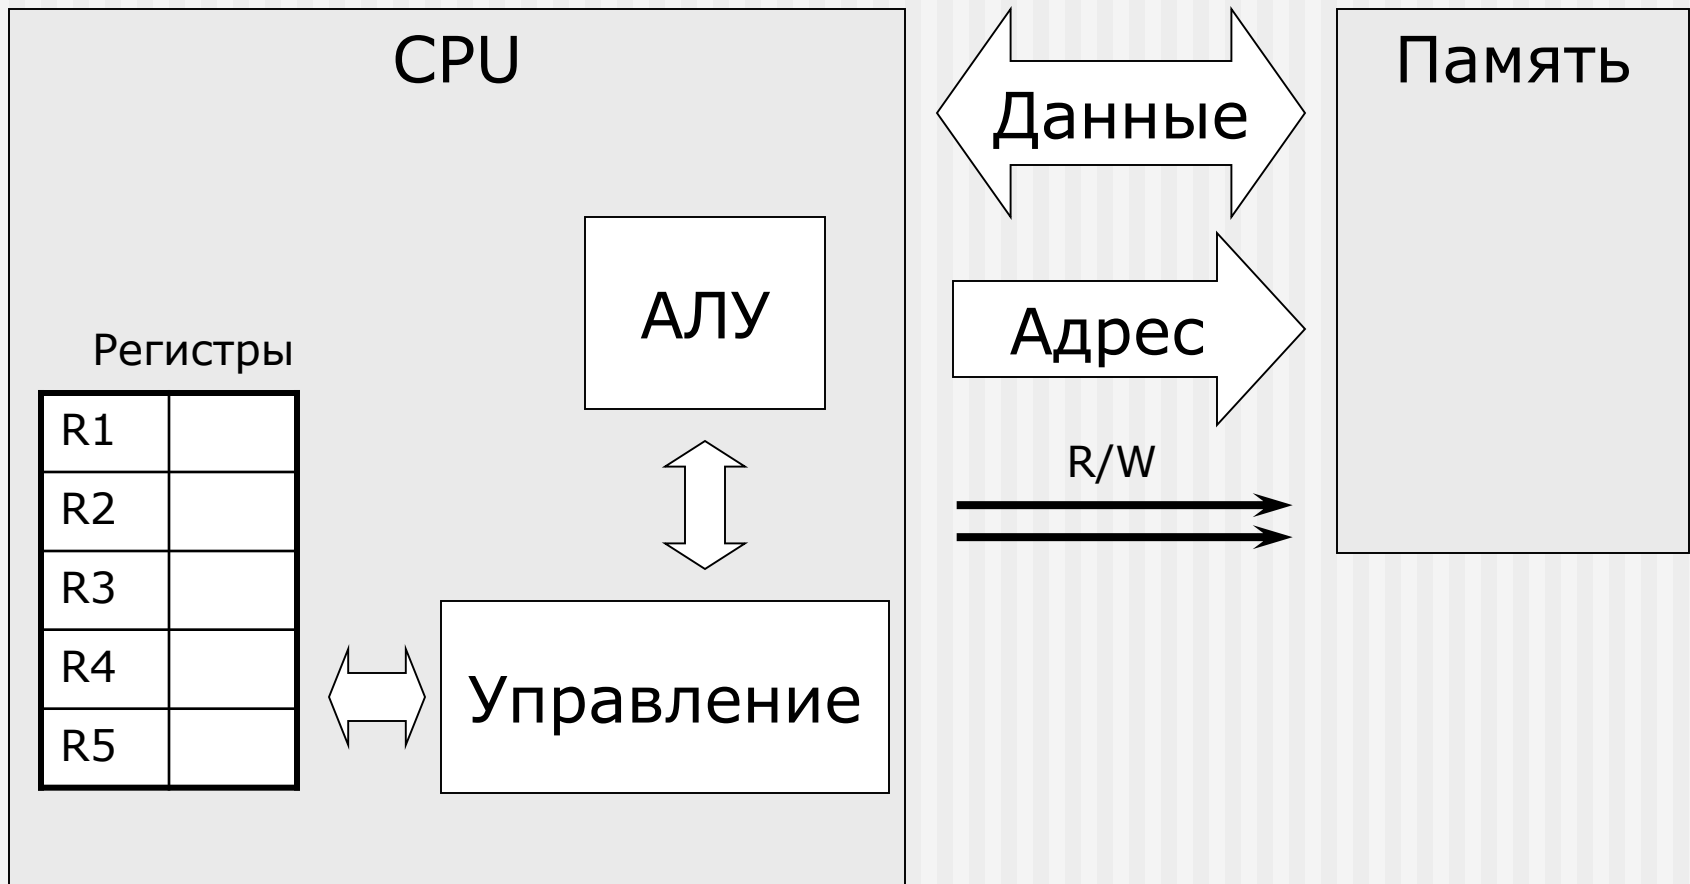 CPU
Данные
Память
АЛУ
Адрес
Регистры
R/W
R1
R2
R3
R4
R5
Управление